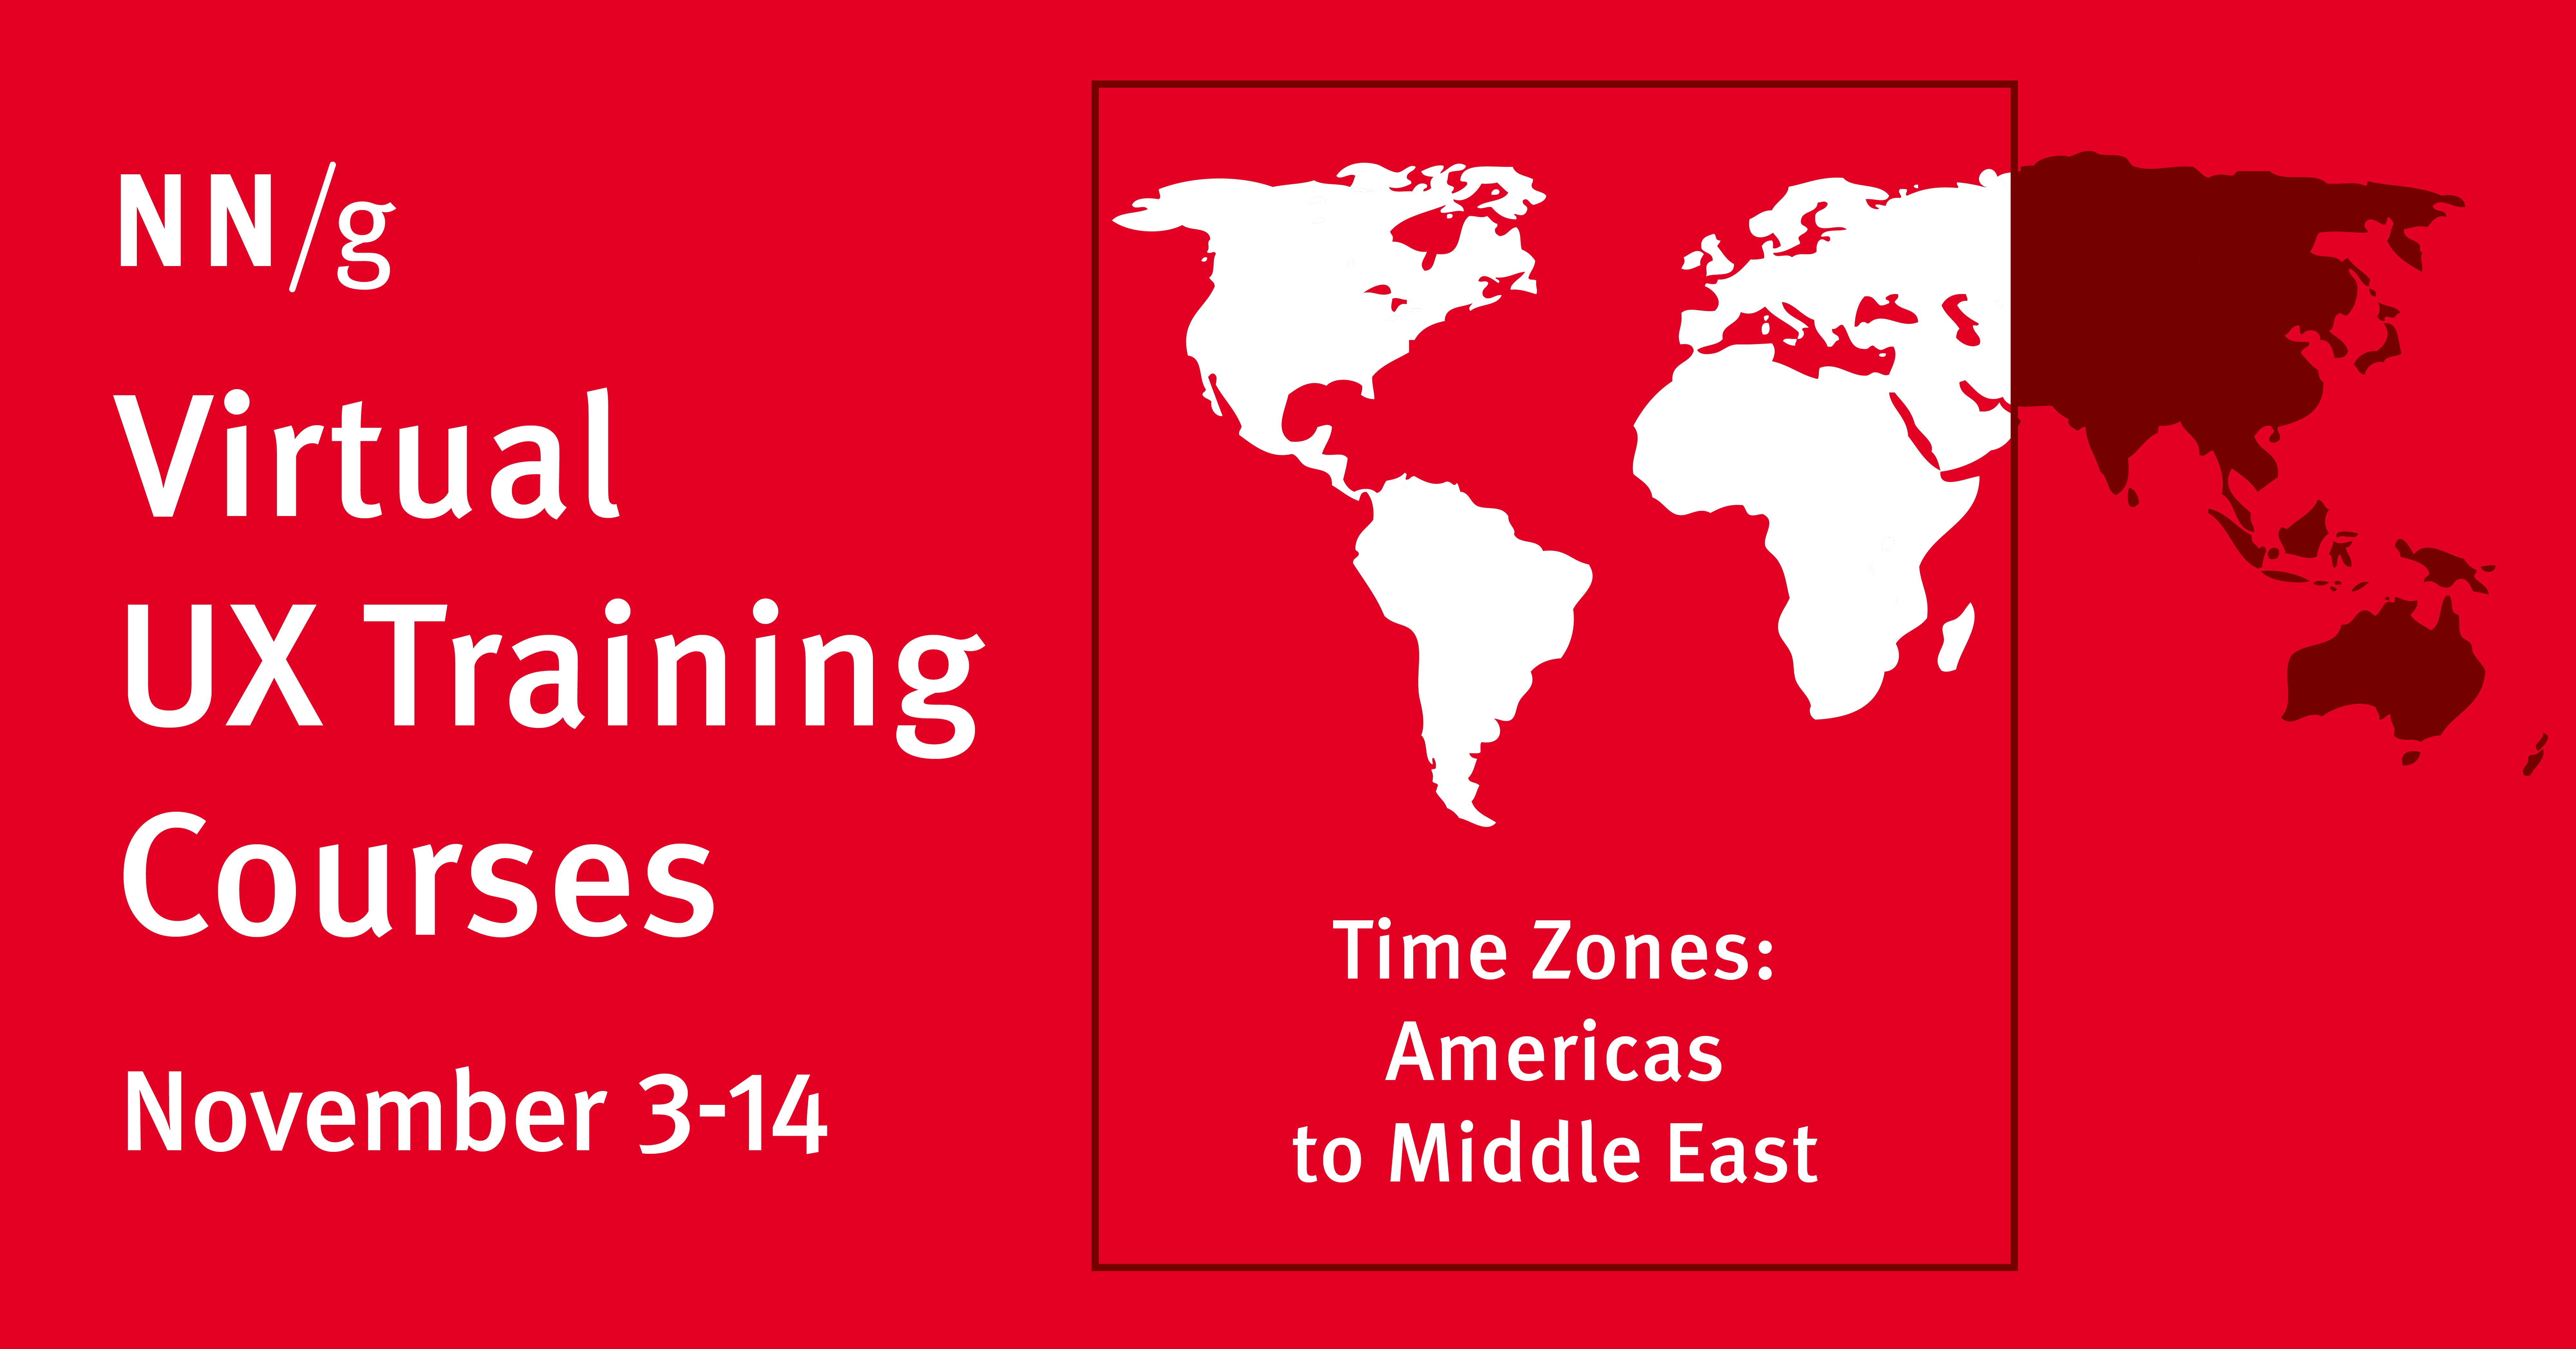 NN/g
Virtual
UX Training
Courses
November 3-14
Time Zones:
Americas
to Middle East